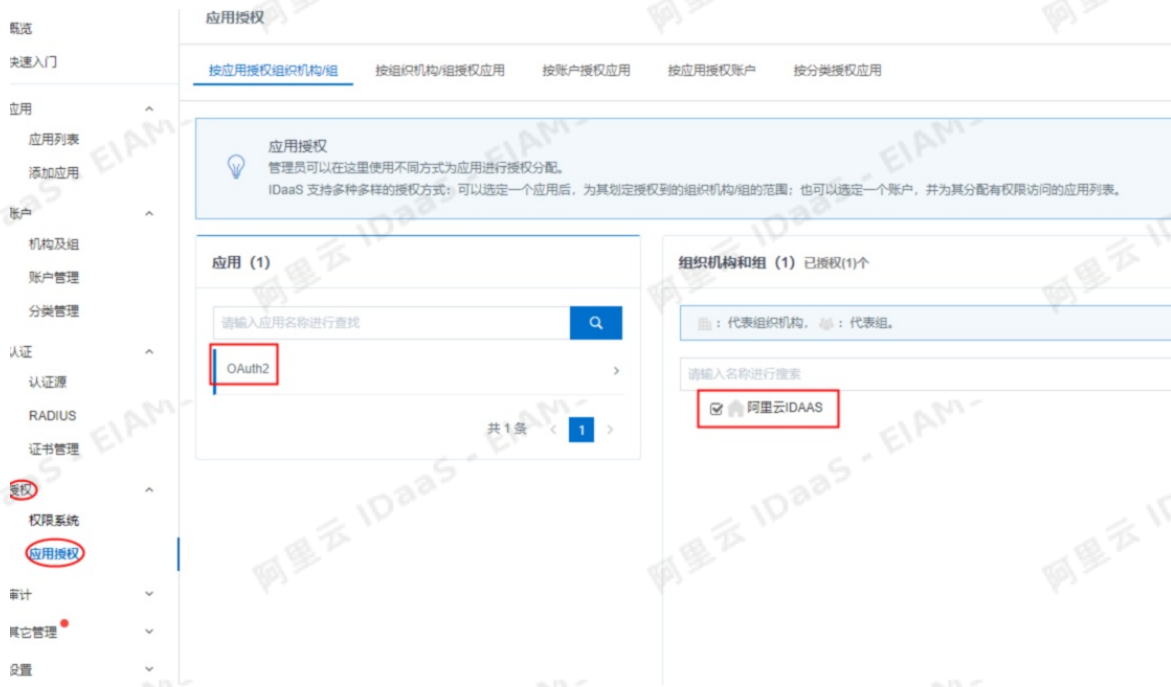 应用授权
概览
快速入门
应用
应用列表
添加应用
账户
机构及组
账户管理
分类管理
认证
认证源
RADIUS
证书管理
授权
权限系统
应用授权
审计
其它管理
设置
按应用授权组织机构/组 按组织机构/组授权应用 按账户授权应用 按应用授权账户 按分类授权应用
应用授权
管理员可以在这里使用不同方式为应用进行授权分配。
IDaaS 支持多种多样的授权方式：可以选定一个应用后，为其划定授权到的组织机构/组的范围；也可以选定一个账户，并为其分配有权限访问的应用列表。
应用（1）
请输入应用名称进行查找
OAuth2
共 1 条 1
组织机构和组（1） 已授权(1)个
：代表组织机构， ：代表组。
请输入名称进行搜索
阿里云IDAAS
阿里云 IDaaS - EIAM-